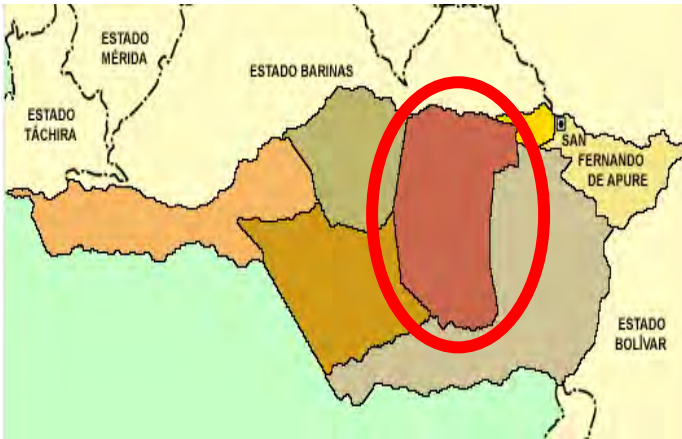 ESTADO
MÉRIDA
ESTADO BARINAS
ESTADO
TÁCHIRA
SAN
FERNANDO
DE APURE
ESTADO
BOLÍVAR